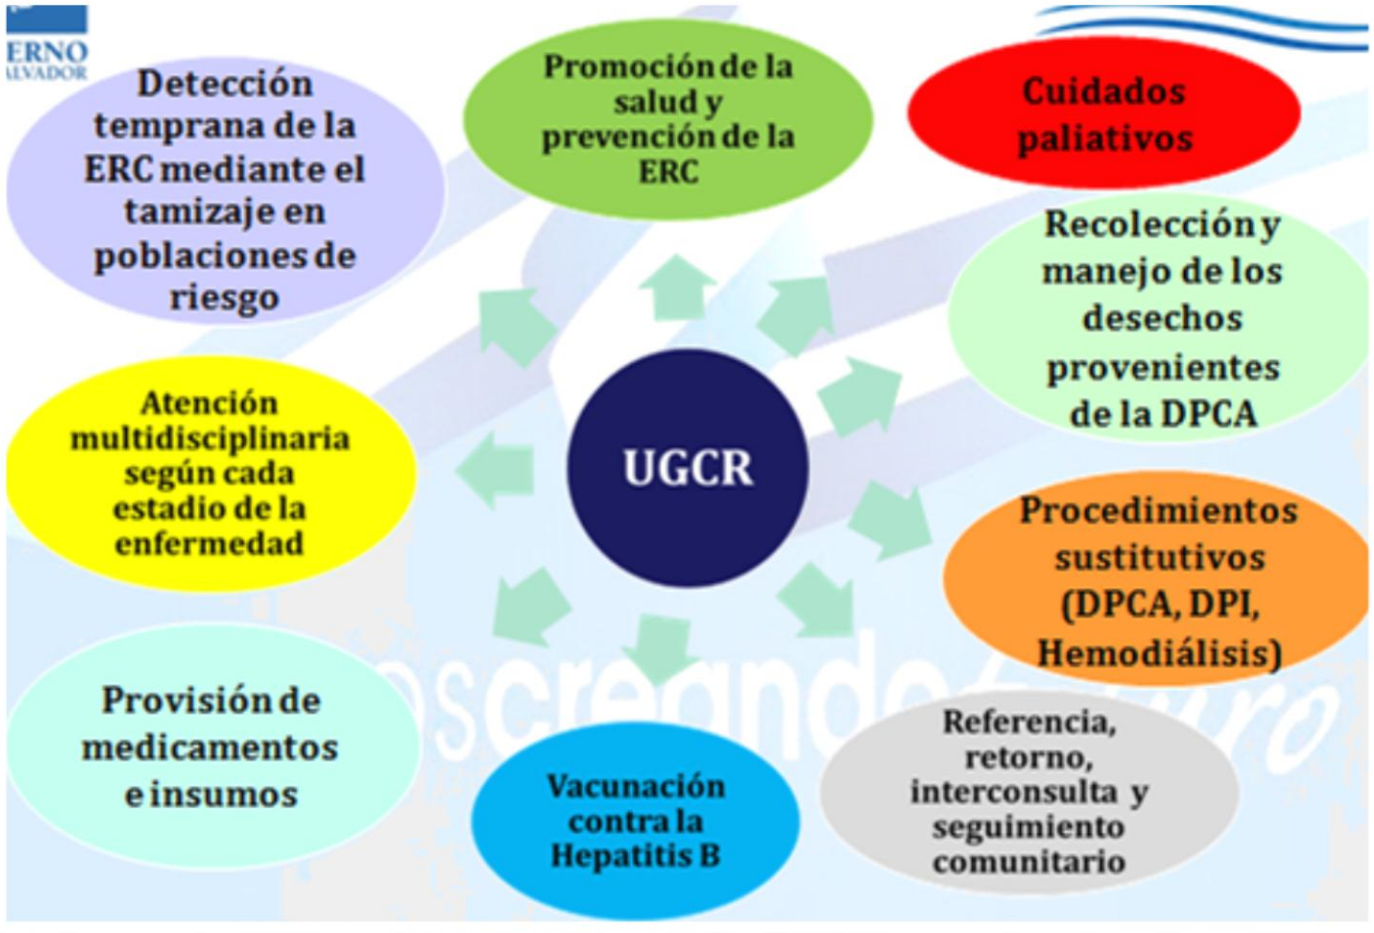 ERNO
ALVADOR
Detección
temprana de la
ERC mediante el
tamizaje en
poblaciones de
riesgo
Promoción de la
salud y
prevención de la
ERC
Cuidados
paliativos
Recolección y
manejo de los
desechos
provenientes
de la DPCA
Atención
multidisciplinaria
según cada
estadio de la
enfermedad
UGCR
Procedimientos
sustitutivos
(DPCA, DPI,
Hemodiálisis)
Provisión de
medicamentos
e insumos
Vacunación
contra la
Hepatitis B
Referencia,
retorno,
interconsulta y
seguimiento
comunitario